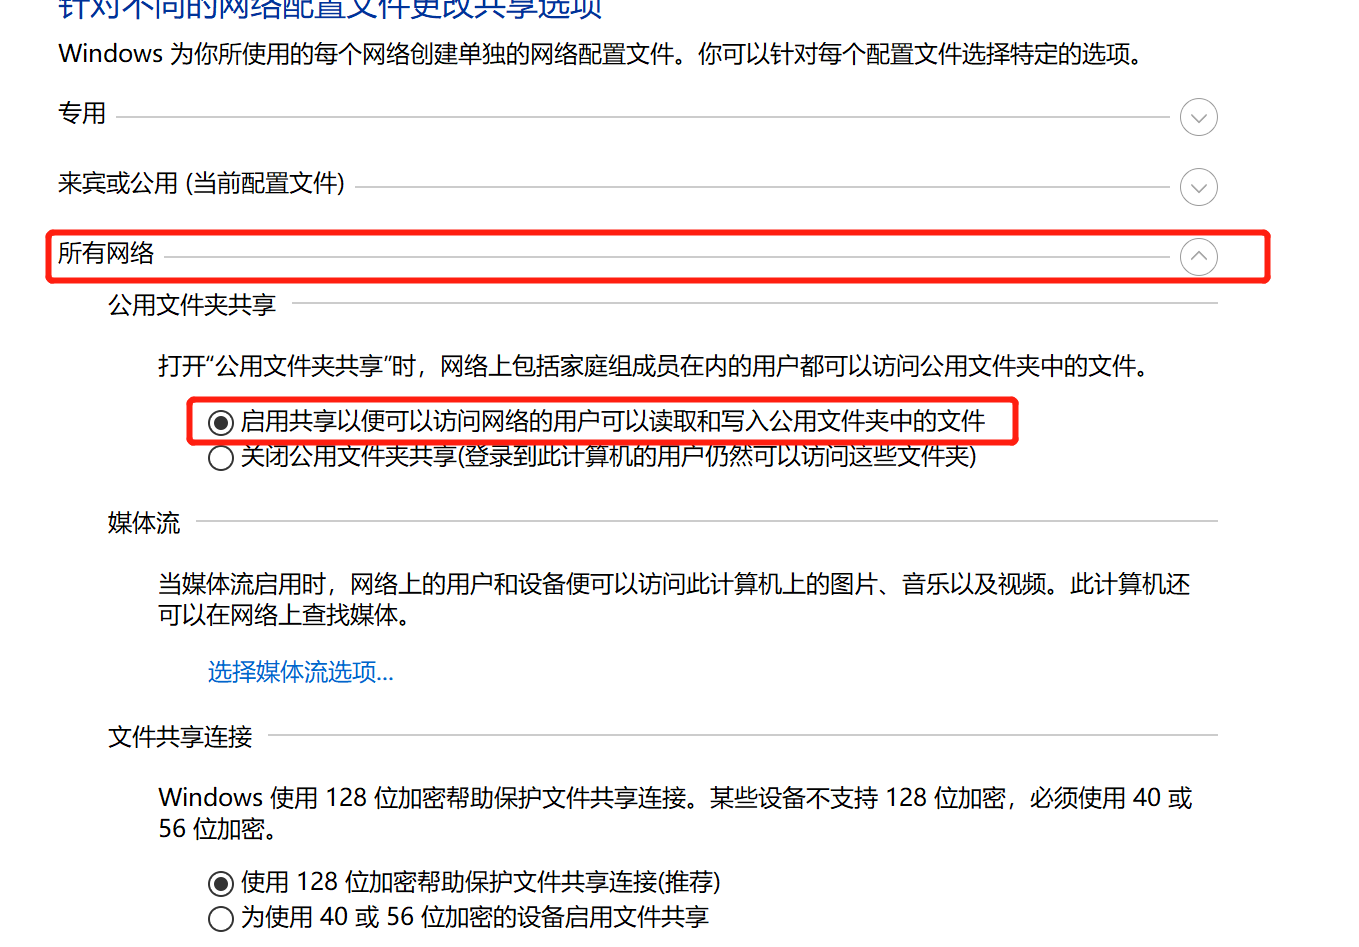 针对不同的网络配置文件更改共享选项
Windows 为你所使用的每个网络创建单独的网络配置文件。你可以针对每个配置文件选择特定的选项。
专用
来宾或公用 (当前配置文件)
所有网络
公用文件夹共享
打开“公用文件夹共享”时，网络上包括家庭组成员在内的用户都可以访问公用文件夹中的文件。
启用共享以便可以访问网络的用户可以读取和写入公用文件夹中的文件
关闭公用文件夹共享(登录到此计算机的用户仍然可以访问这些文件夹)
媒体流
当媒体流启用时，网络上的用户和设备便可以访问此计算机上的图片、音乐以及视频。此计算机还
可以在网络上查找媒体。
选择媒体流选项...
文件共享连接
Windows 使用 128 位加密帮助保护文件共享连接。某些设备不支持 128 位加密，必须使用 40 或
56 位加密。
使用 128 位加密帮助保护文件共享连接(推荐)
为使用 40 或 56 位加密的设备启用文件共享